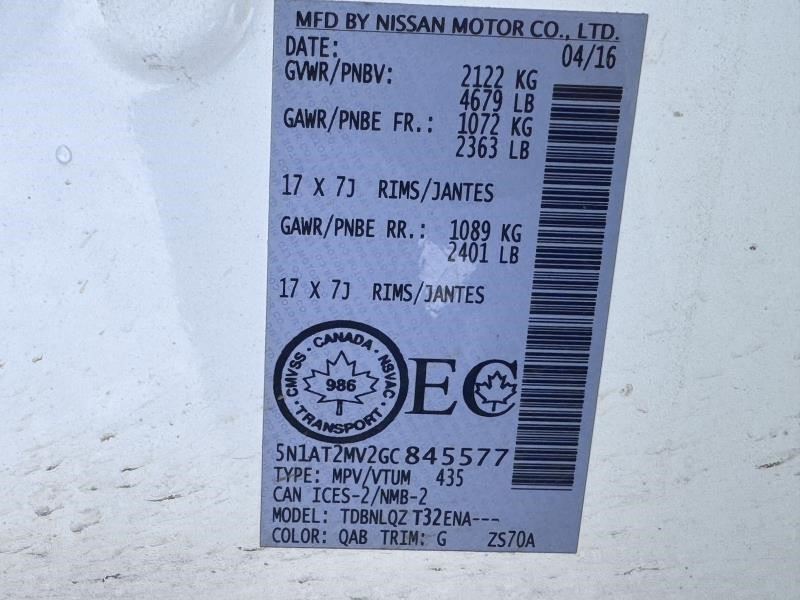 MFD BY NISSAN MOTOR CO., LTD.
DATE: 04/16
GVWR/PNBV: 2122 KG
4679 LB
GAWR/PNBE FR.: 1072 KG
2363 LB
17 X 7J RIMS/JANTES
GAWR/PNBE RR.: 1089 KG
2401 LB
17 X 7J RIMS/JANTES
CMVSS · CANADA · NSVAC
986
· TRANSPORT ·
EC
5N1AT2MV2GC845577
TYPE: MPV/VTUM 435
CAN ICES-2/NMB-2
MODEL: TDBNLQZ T32ENA---
COLOR: QAB TRIM: G ZS70A